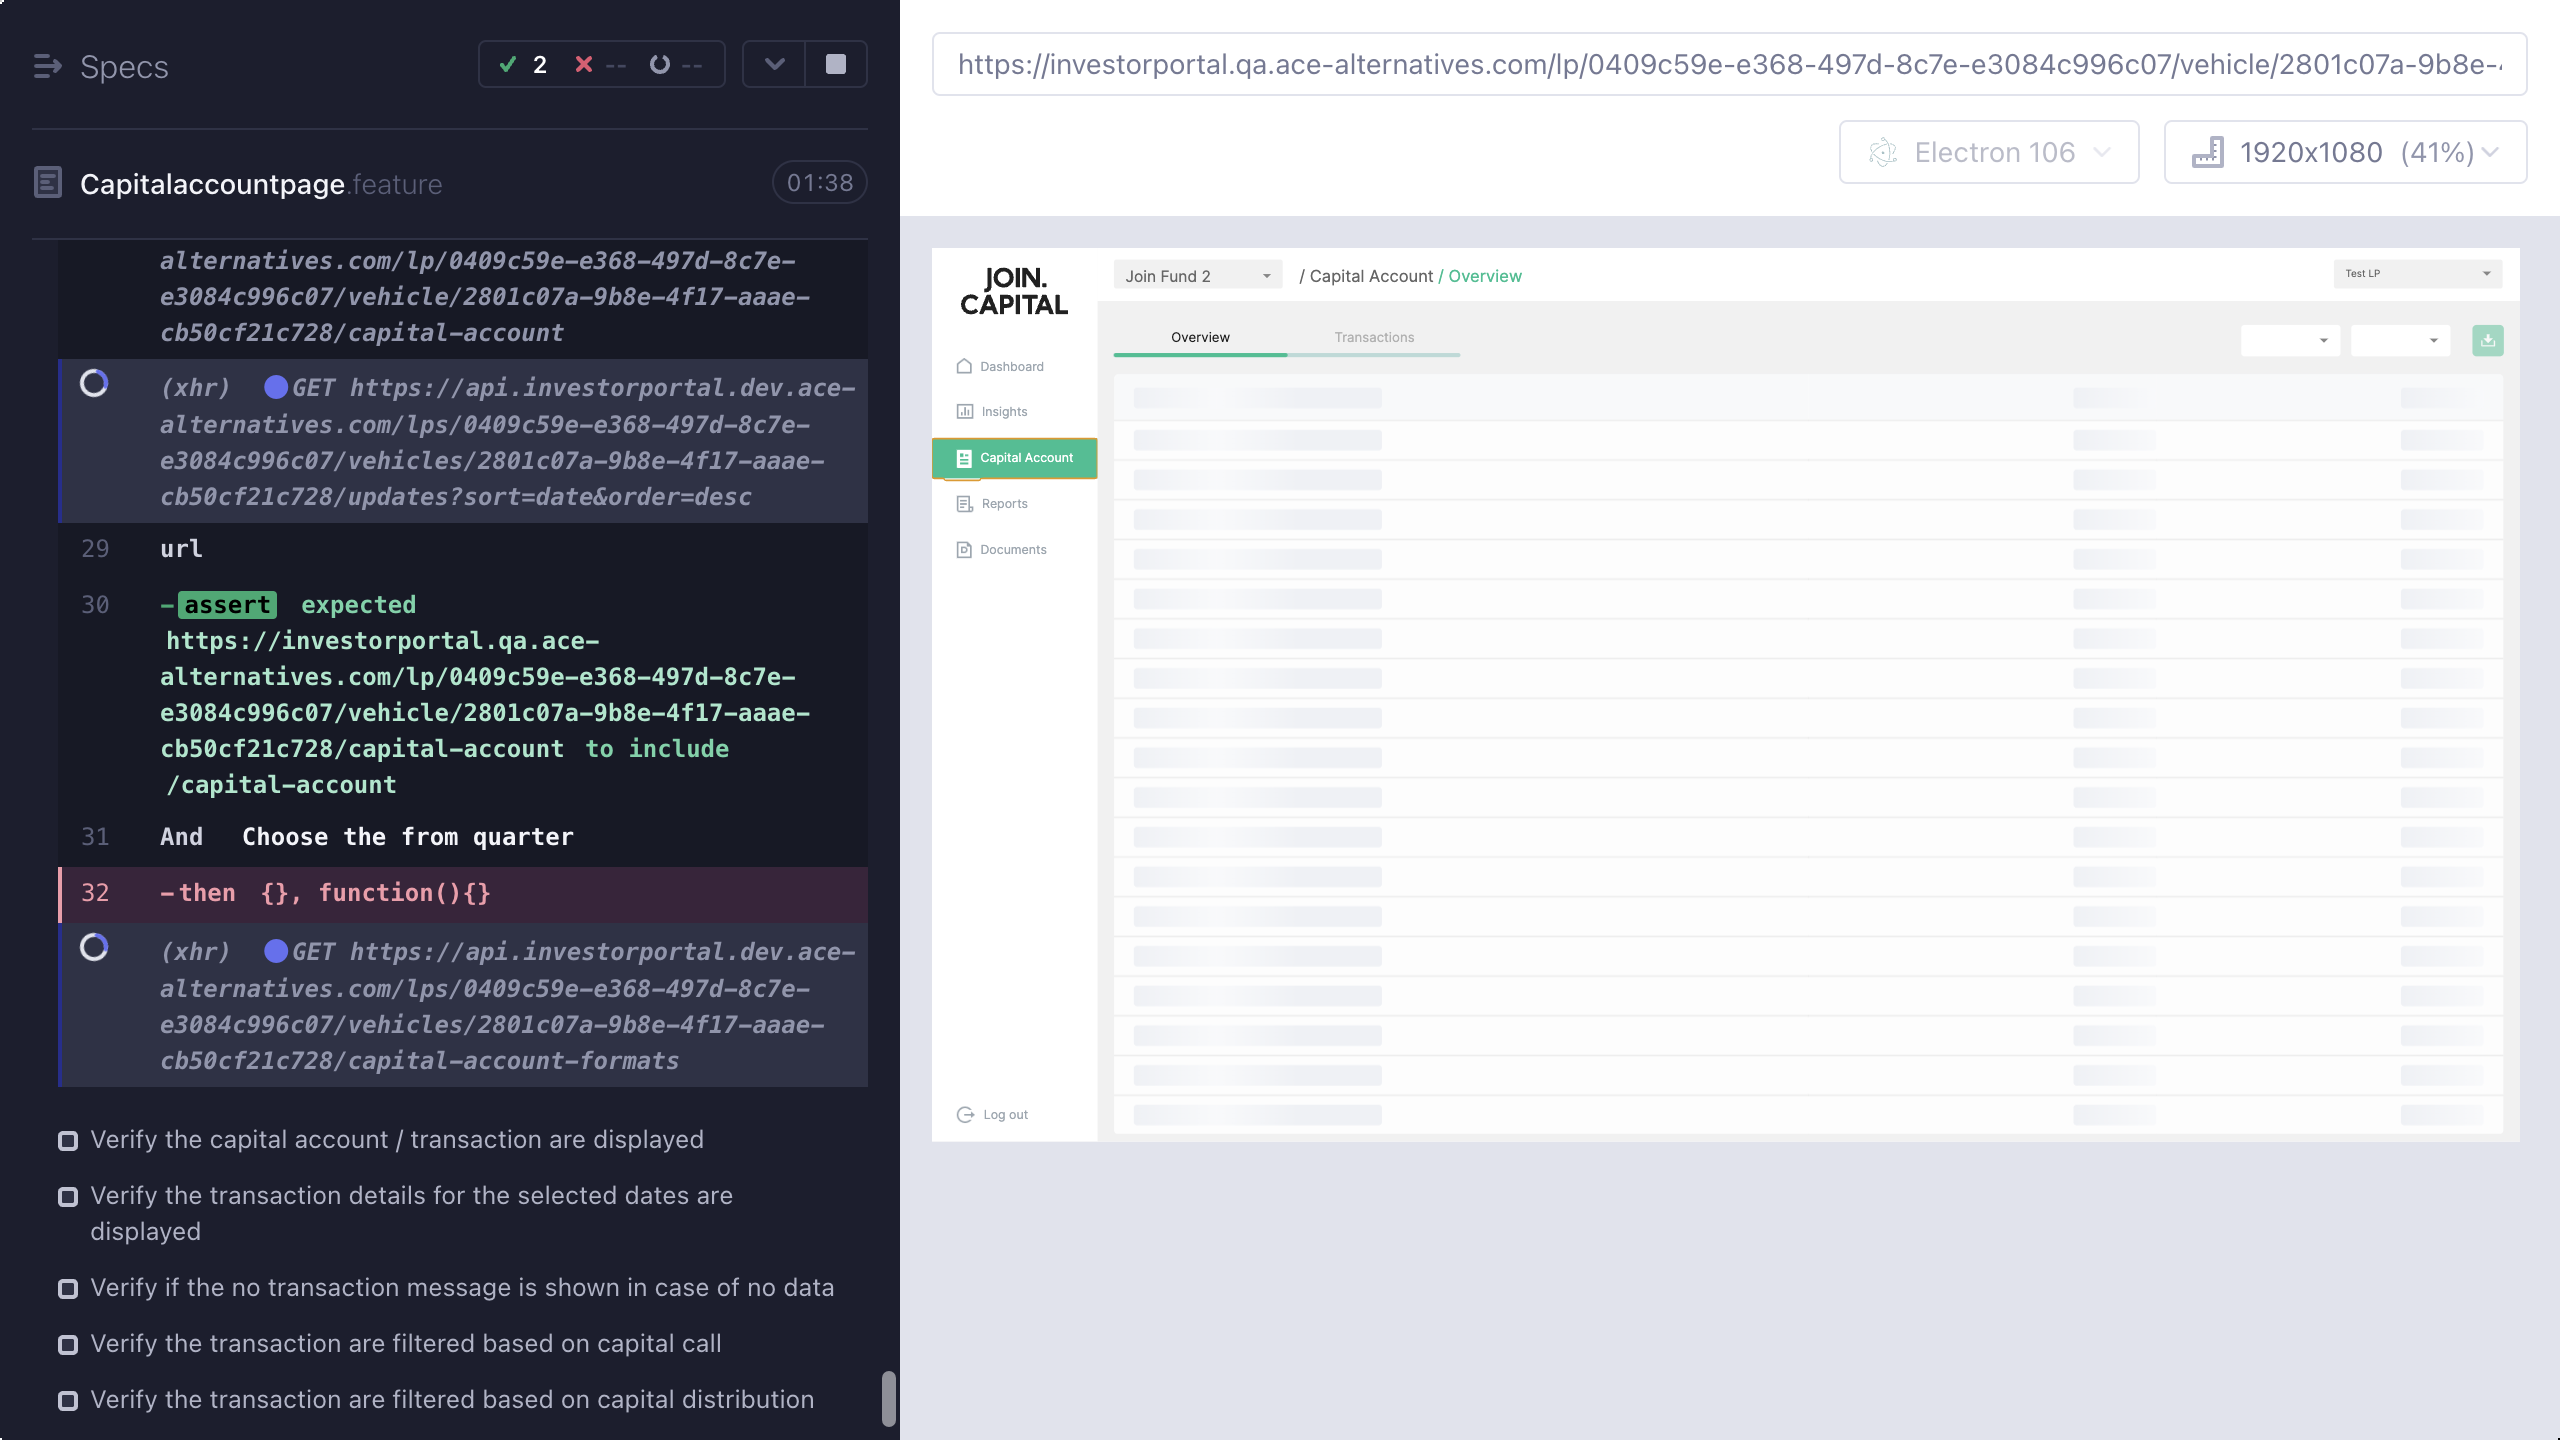 Specs
2 -- --
Capitalaccountpage.feature
01:38
alternatives.com/lp/0409c59e-e368-497d-8c7e-
e3084c996c07/vehicle/2801c07a-9b8e-4f17-aaae-
cb50cf21c728/capital-account
(xhr) GET https://api.investorportal.dev.ace-
alternatives.com/lps/0409c59e-e368-497d-8c7e-
e3084c996c07/vehicles/2801c07a-9b8e-4f17-aaae-
cb50cf21c728/updates?sort=date&order=desc
29 url
30 -assert expected
https://investorportal.qa.ace-
alternatives.com/lp/0409c59e-e368-497d-8c7e-
e3084c996c07/vehicle/2801c07a-9b8e-4f17-aaae-
cb50cf21c728/capital-account to include
/capital-account
31 And Choose the from quarter
32 -then {}, function(){}
(xhr) GET https://api.investorportal.dev.ace-
alternatives.com/lps/0409c59e-e368-497d-8c7e-
e3084c996c07/vehicles/2801c07a-9b8e-4f17-aaae-
cb50cf21c728/capital-account-formats
Verify the capital account / transaction are displayed
Verify the transaction details for the selected dates are
displayed
Verify if the no transaction message is shown in case of no data
Verify the transaction are filtered based on capital call
Verify the transaction are filtered based on capital distribution
https://investorportal.qa.ace-alternatives.com/lp/0409c59e-e368-497d-8c7e-e3084c996c07/vehicle/2801c07a-9b8e-
Electron 106
1920x1080 (41%)
JOIN.
CAPITAL
Join Fund 2
/ Capital Account / Overview
Test LP
Overview
Transactions
Dashboard
Insights
Capital Account
Reports
Documents
Log out